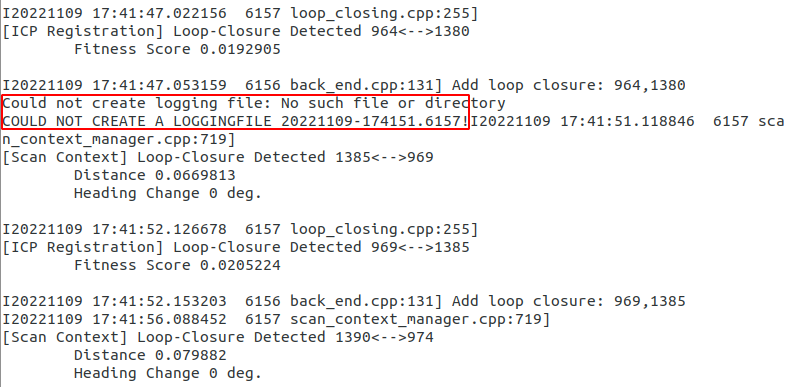 I20221109 17:41:47.022156  6157 loop_closing.cpp:255]
[ICP Registration] Loop-Closure Detected 964<-->1380
        Fitness Score 0.0192905
I20221109 17:41:47.053159  6156 back_end.cpp:131] Add loop closure: 964,1380
Could not create logging file: No such file or directory
COULD NOT CREATE A LOGGINGFILE 20221109-174151.6157!I20221109 17:41:51.118846  6157 sca
n_context_manager.cpp:719]
[Scan Context] Loop-Closure Detected 1385<-->969
        Distance 0.0669813
        Heading Change 0 deg.
I20221109 17:41:52.126678  6157 loop_closing.cpp:255]
[ICP Registration] Loop-Closure Detected 969<-->1385
        Fitness Score 0.0205224
I20221109 17:41:52.153203  6156 back_end.cpp:131] Add loop closure: 969,1385
I20221109 17:41:56.088452  6157 scan_context_manager.cpp:719]
[Scan Context] Loop-Closure Detected 1390<-->974
        Distance 0.079882
        Heading Change 0 deg.